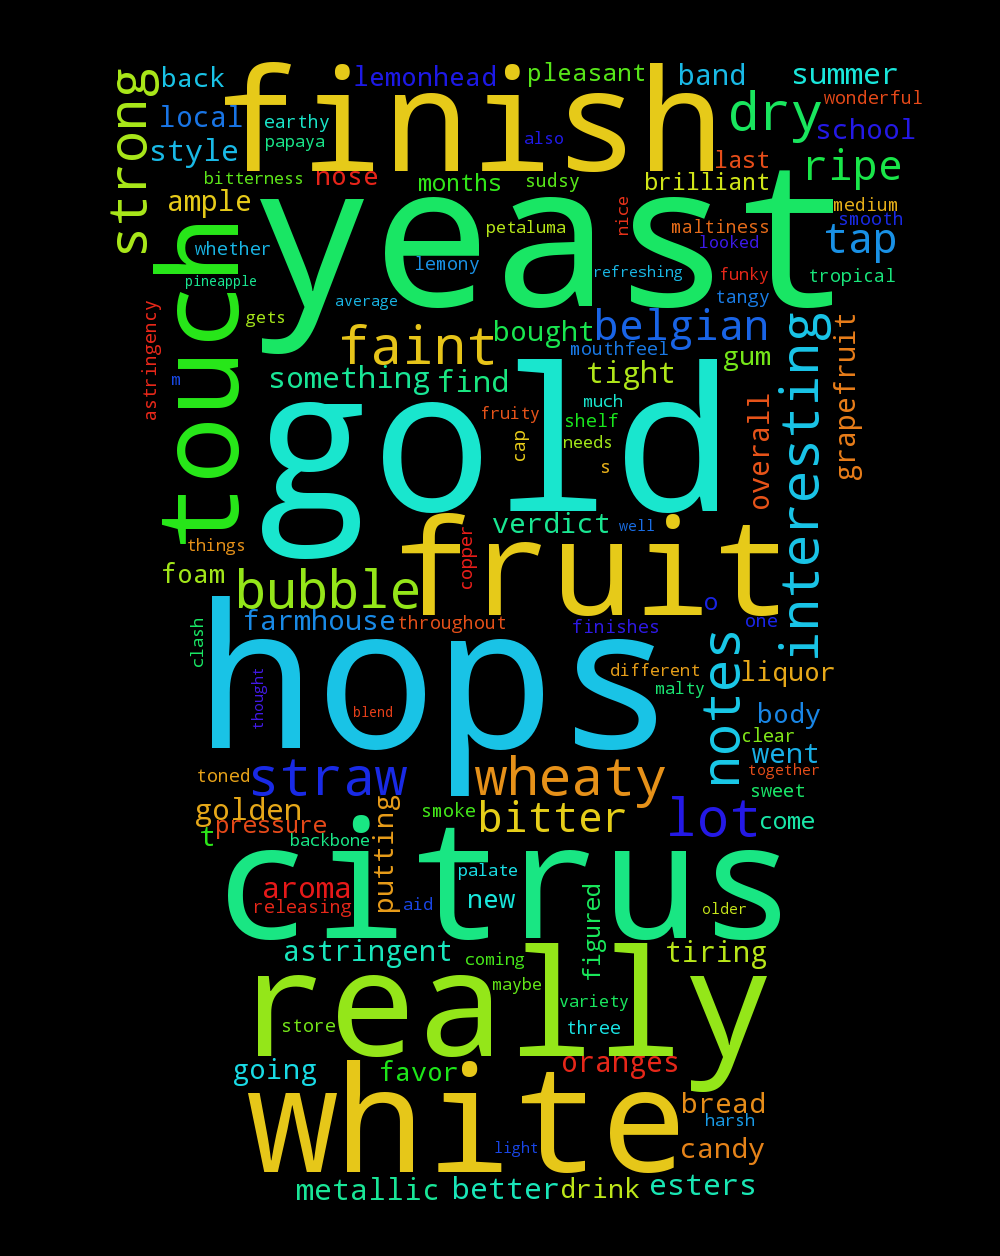 finish
strong
back
lemonhead
pleasant
band
summer
local
earthy
papaya
also
dry
wonderful
school
style
bitterness
nose
months
sudsy
last
brilliant
ripe
ample
yeast
petaluma
nice
maltiness
looked
medium
smooth
tap
whether
lemony
refreshing
funky
tropical
touch
pineapple
average
tangy
gets
astringency
faint
bought
belgian
mouthfeel
interesting
grapefruit
m
something
find
tight
gum
gold
fruity
much
shelf
cap
needs
s
overall
verdict
well
things
copper
fruit
foam
bubble
clash
farmhouse
throughout
finishes
o
one
hops
thought
blend
different
malty
notes
liquor
body
clear
went
together
toned
straw
wheaty
sweet
golden
pressure
t
backbone
putting
smoke
bitter
lot
come
citrus
aroma
releasing
aid
palate
new
figured
older
astringent
coming
tiring
really
maybe
variety
store
three
going
favor
oranges
white
bread
harsh
light
candy
metallic
better
drink
esters